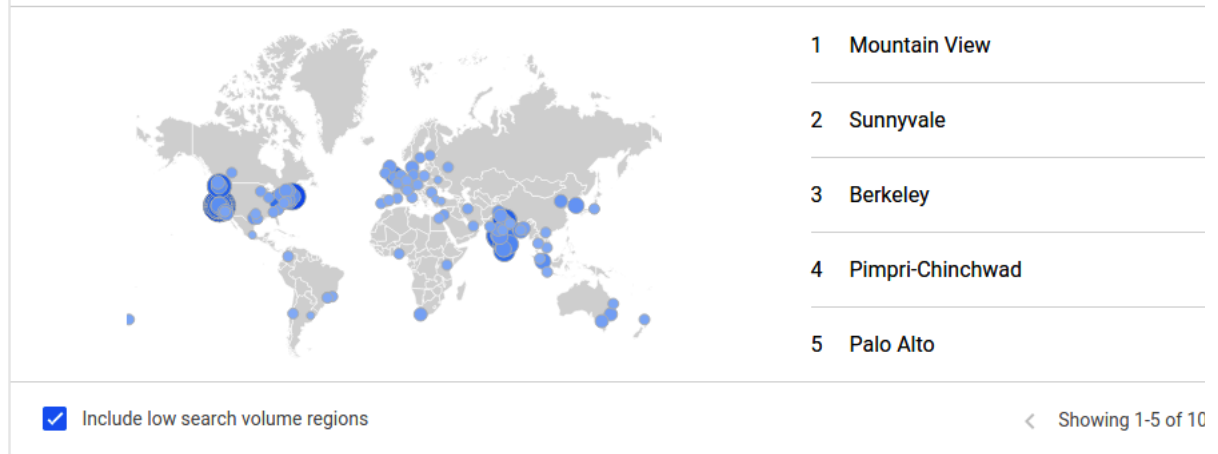 1 Mountain View
2 Sunnyvale
3 Berkeley
4 Pimpri-Chinchwad
5 Palo Alto
Include low search volume regions
Showing 1-5 of 10